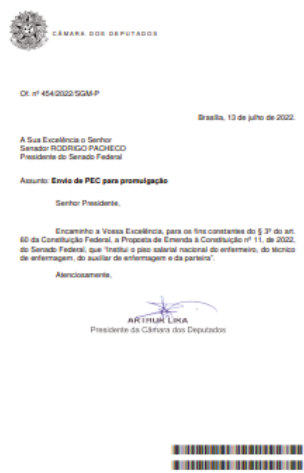 CÂMARA DOS DEPUTADOS
Of. nº 454/2022/SGM-P
Brasília, 13 de julho de 2022.
A Sua Excelência o Senhor
Senador RODRIGO PACHECO
Presidente do Senado Federal
Assunto: Envio de PEC para promulgação
Senhor Presidente,
Encaminho a Vossa Excelência, para os fins constantes do § 3º do art.
60 da Constituição Federal, a Proposta de Emenda à Constituição nº 11, de 2022,
do Senado Federal, que "Institui o piso salarial nacional do enfermeiro, do técnico
de enfermagem, do auxiliar de enfermagem e da parteira".
Atenciosamente,
ARTHUR LIRA
Presidente da Câmara dos Deputados